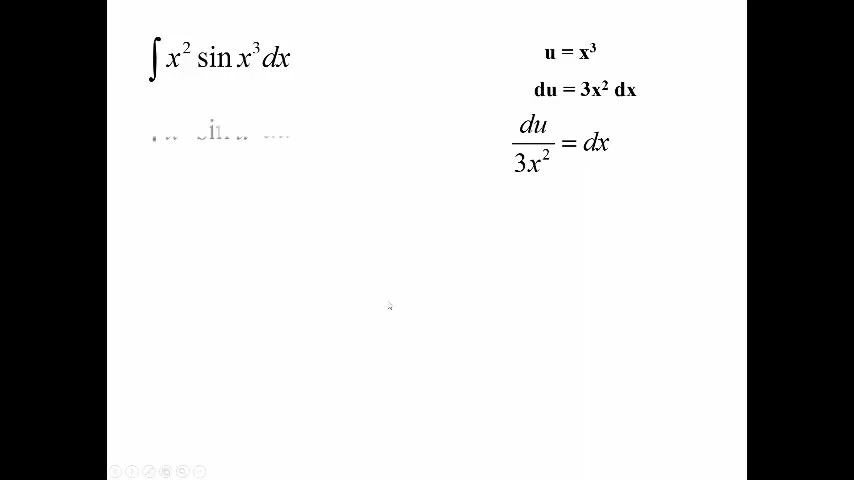 ∫ x² sin x³ dx
u = x³
du = 3x² dx
du/3x² = dx